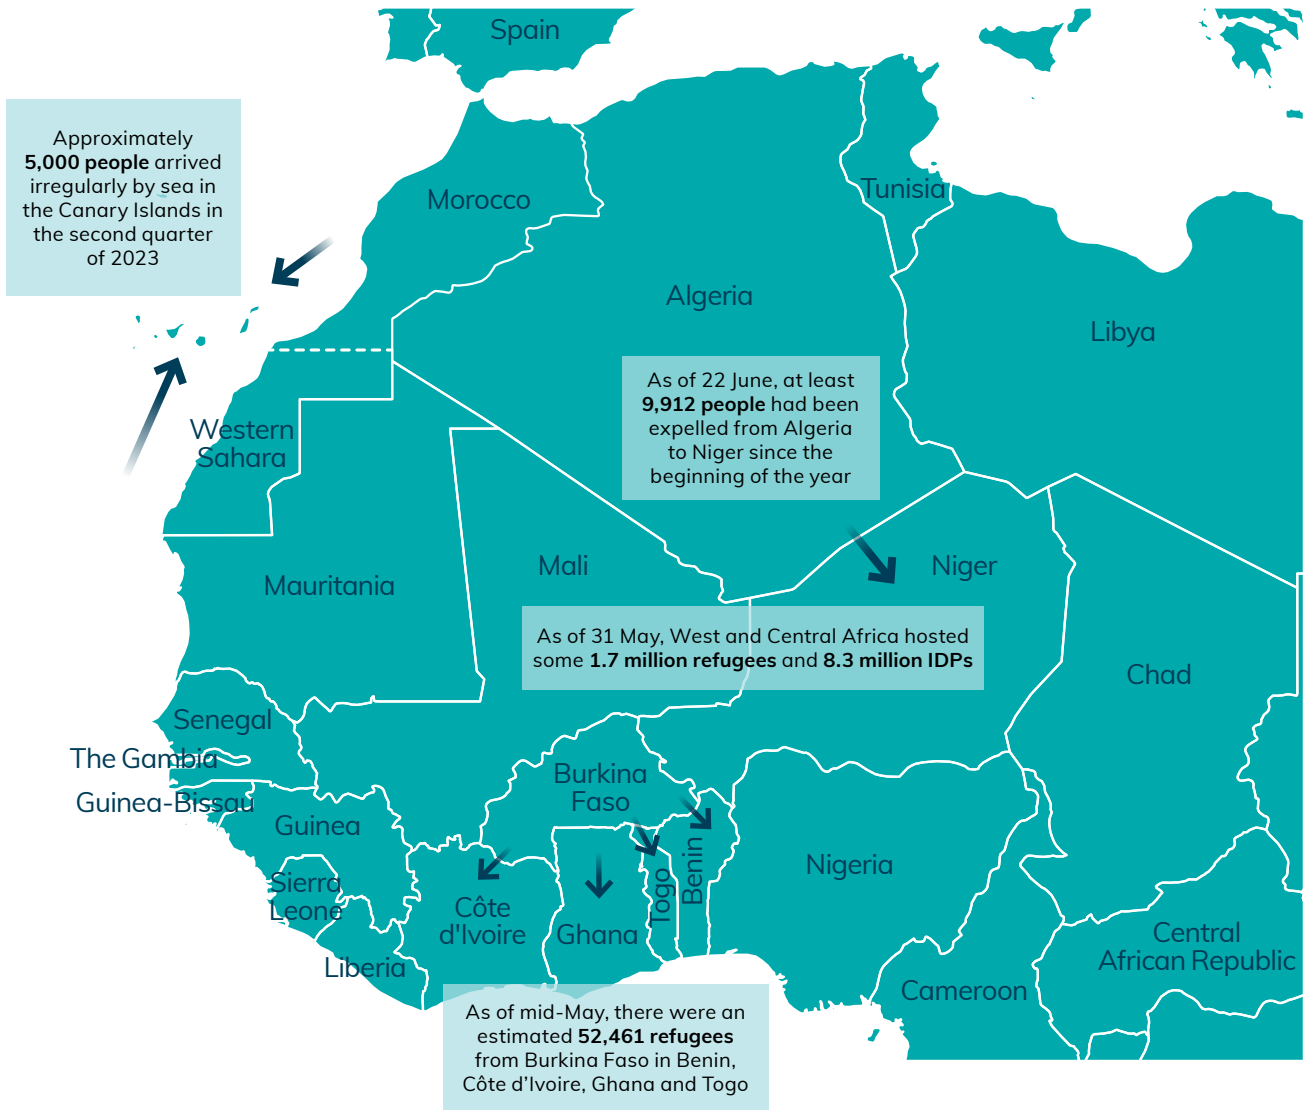 Spain
Approximately
5,000 people arrived
irregularly by sea in
the Canary Islands in
the second quarter
of 2023
Morocco
Tunisia
Algeria
Libya
As of 22 June, at least
9,912 people had been
expelled from Algeria
to Niger since the
beginning of the year
Western
Sahara
Mauritania
Mali
Niger
As of 31 May, West and Central Africa hosted
some 1.7 million refugees and 8.3 million IDPs
Chad
Senegal
The Gambia
Guinea-Bissau
Burkina
Faso
Guinea
Sierra
Leone
Côte
d'Ivoire
Ghana
Togo
Benin
Nigeria
Liberia
Central
African Republic
Cameroon
As of mid-May, there were an
estimated 52,461 refugees
from Burkina Faso in Benin,
Côte d’Ivoire, Ghana and Togo